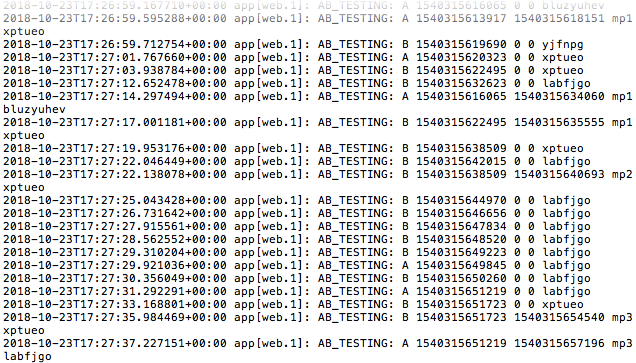 2018-10-23T17:26:59.167710+00:00 app[web.1]: AB_TESTING: A 1540315616065 0 0 bluzyuhev
2018-10-23T17:26:59.595288+00:00 app[web.1]: AB_TESTING: A 1540315613917 1540315618151 mp1
xptueo
2018-10-23T17:26:59.712754+00:00 app[web.1]: AB_TESTING: B 1540315619690 0 0 yjfnpg
2018-10-23T17:27:01.767660+00:00 app[web.1]: AB_TESTING: A 1540315620323 0 0 xptueo
2018-10-23T17:27:03.938784+00:00 app[web.1]: AB_TESTING: B 1540315622495 0 0 xptueo
2018-10-23T17:27:12.652478+00:00 app[web.1]: AB_TESTING: B 1540315632623 0 0 labfjgo
2018-10-23T17:27:14.297494+00:00 app[web.1]: AB_TESTING: A 1540315616065 1540315634060 mp1
bluzyuhev
2018-10-23T17:27:17.001181+00:00 app[web.1]: AB_TESTING: B 1540315622495 1540315635555 mp1
xptueo
2018-10-23T17:27:19.953176+00:00 app[web.1]: AB_TESTING: B 1540315638509 0 0 xptueo
2018-10-23T17:27:22.046449+00:00 app[web.1]: AB_TESTING: B 1540315642015 0 0 labfjgo
2018-10-23T17:27:22.138078+00:00 app[web.1]: AB_TESTING: B 1540315638509 1540315640693 mp2
xptueo
2018-10-23T17:27:25.043428+00:00 app[web.1]: AB_TESTING: B 1540315644970 0 0 labfjgo
2018-10-23T17:27:26.731642+00:00 app[web.1]: AB_TESTING: B 1540315646656 0 0 labfjgo
2018-10-23T17:27:27.915561+00:00 app[web.1]: AB_TESTING: B 1540315647834 0 0 labfjgo
2018-10-23T17:27:28.562552+00:00 app[web.1]: AB_TESTING: B 1540315648520 0 0 labfjgo
2018-10-23T17:27:29.310204+00:00 app[web.1]: AB_TESTING: B 1540315649223 0 0 labfjgo
2018-10-23T17:27:29.921036+00:00 app[web.1]: AB_TESTING: A 1540315649845 0 0 labfjgo
2018-10-23T17:27:30.356049+00:00 app[web.1]: AB_TESTING: B 1540315650260 0 0 labfjgo
2018-10-23T17:27:31.292291+00:00 app[web.1]: AB_TESTING: A 1540315651219 0 0 labfjgo
2018-10-23T17:27:33.168801+00:00 app[web.1]: AB_TESTING: B 1540315651723 0 0 xptueo
2018-10-23T17:27:35.984469+00:00 app[web.1]: AB_TESTING: B 1540315651723 1540315654540 mp3
xptueo
2018-10-23T17:27:37.227151+00:00 app[web.1]: AB_TESTING: A 1540315651219 1540315657196 mp3
labfjgo